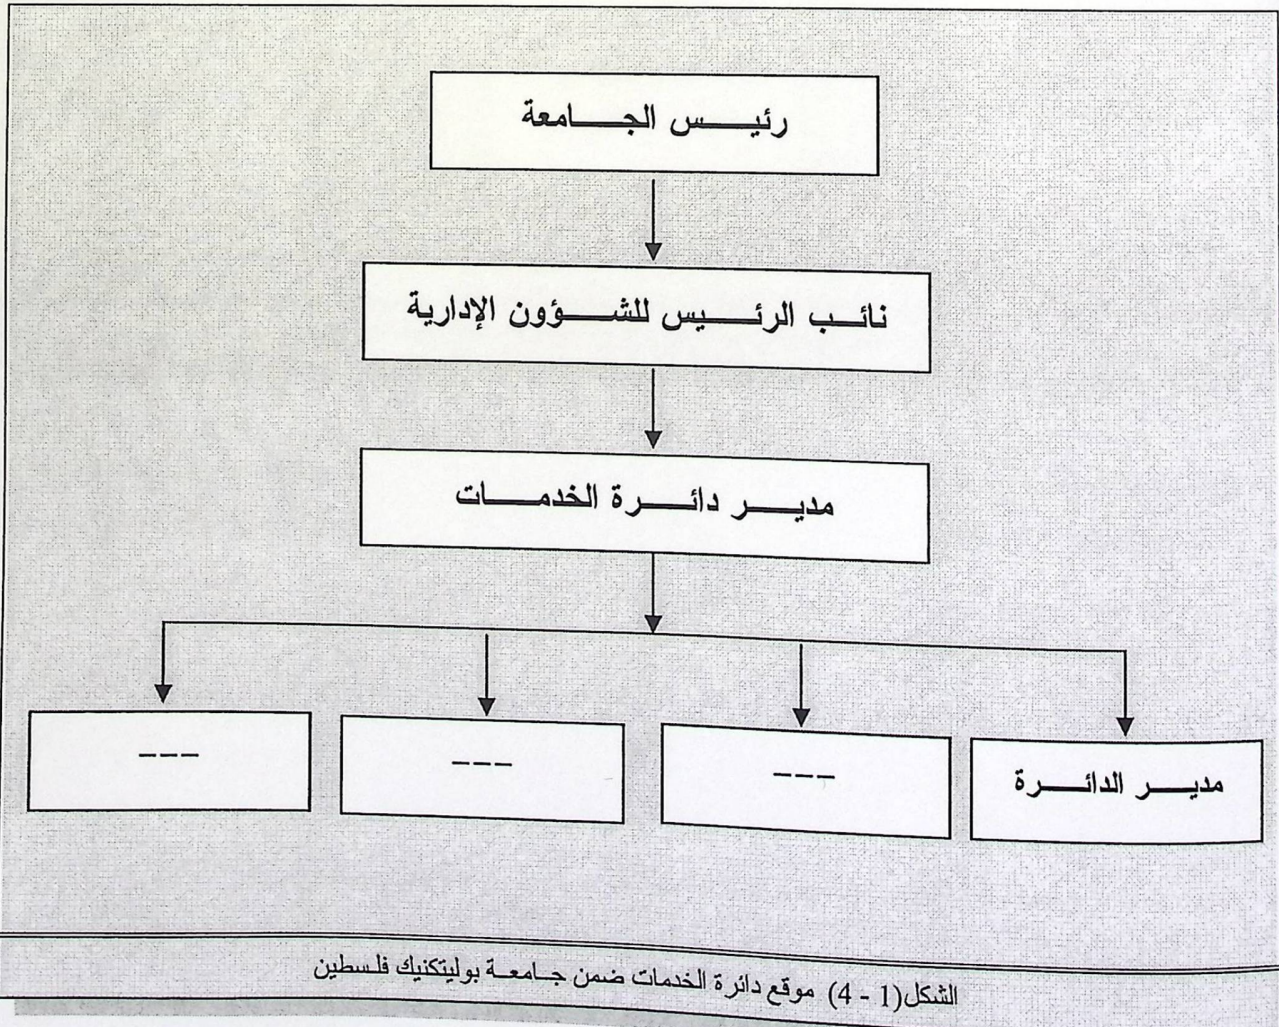 رئيس الجامعة
نائب الرئيس للشؤون الإدارية
مدير دائرة الخدمات
مدير الدائرة
---
---
---
الشكل(1 - 4) موقع دائرة الخدمات ضمن جامعة بوليتكنيك فلسطين